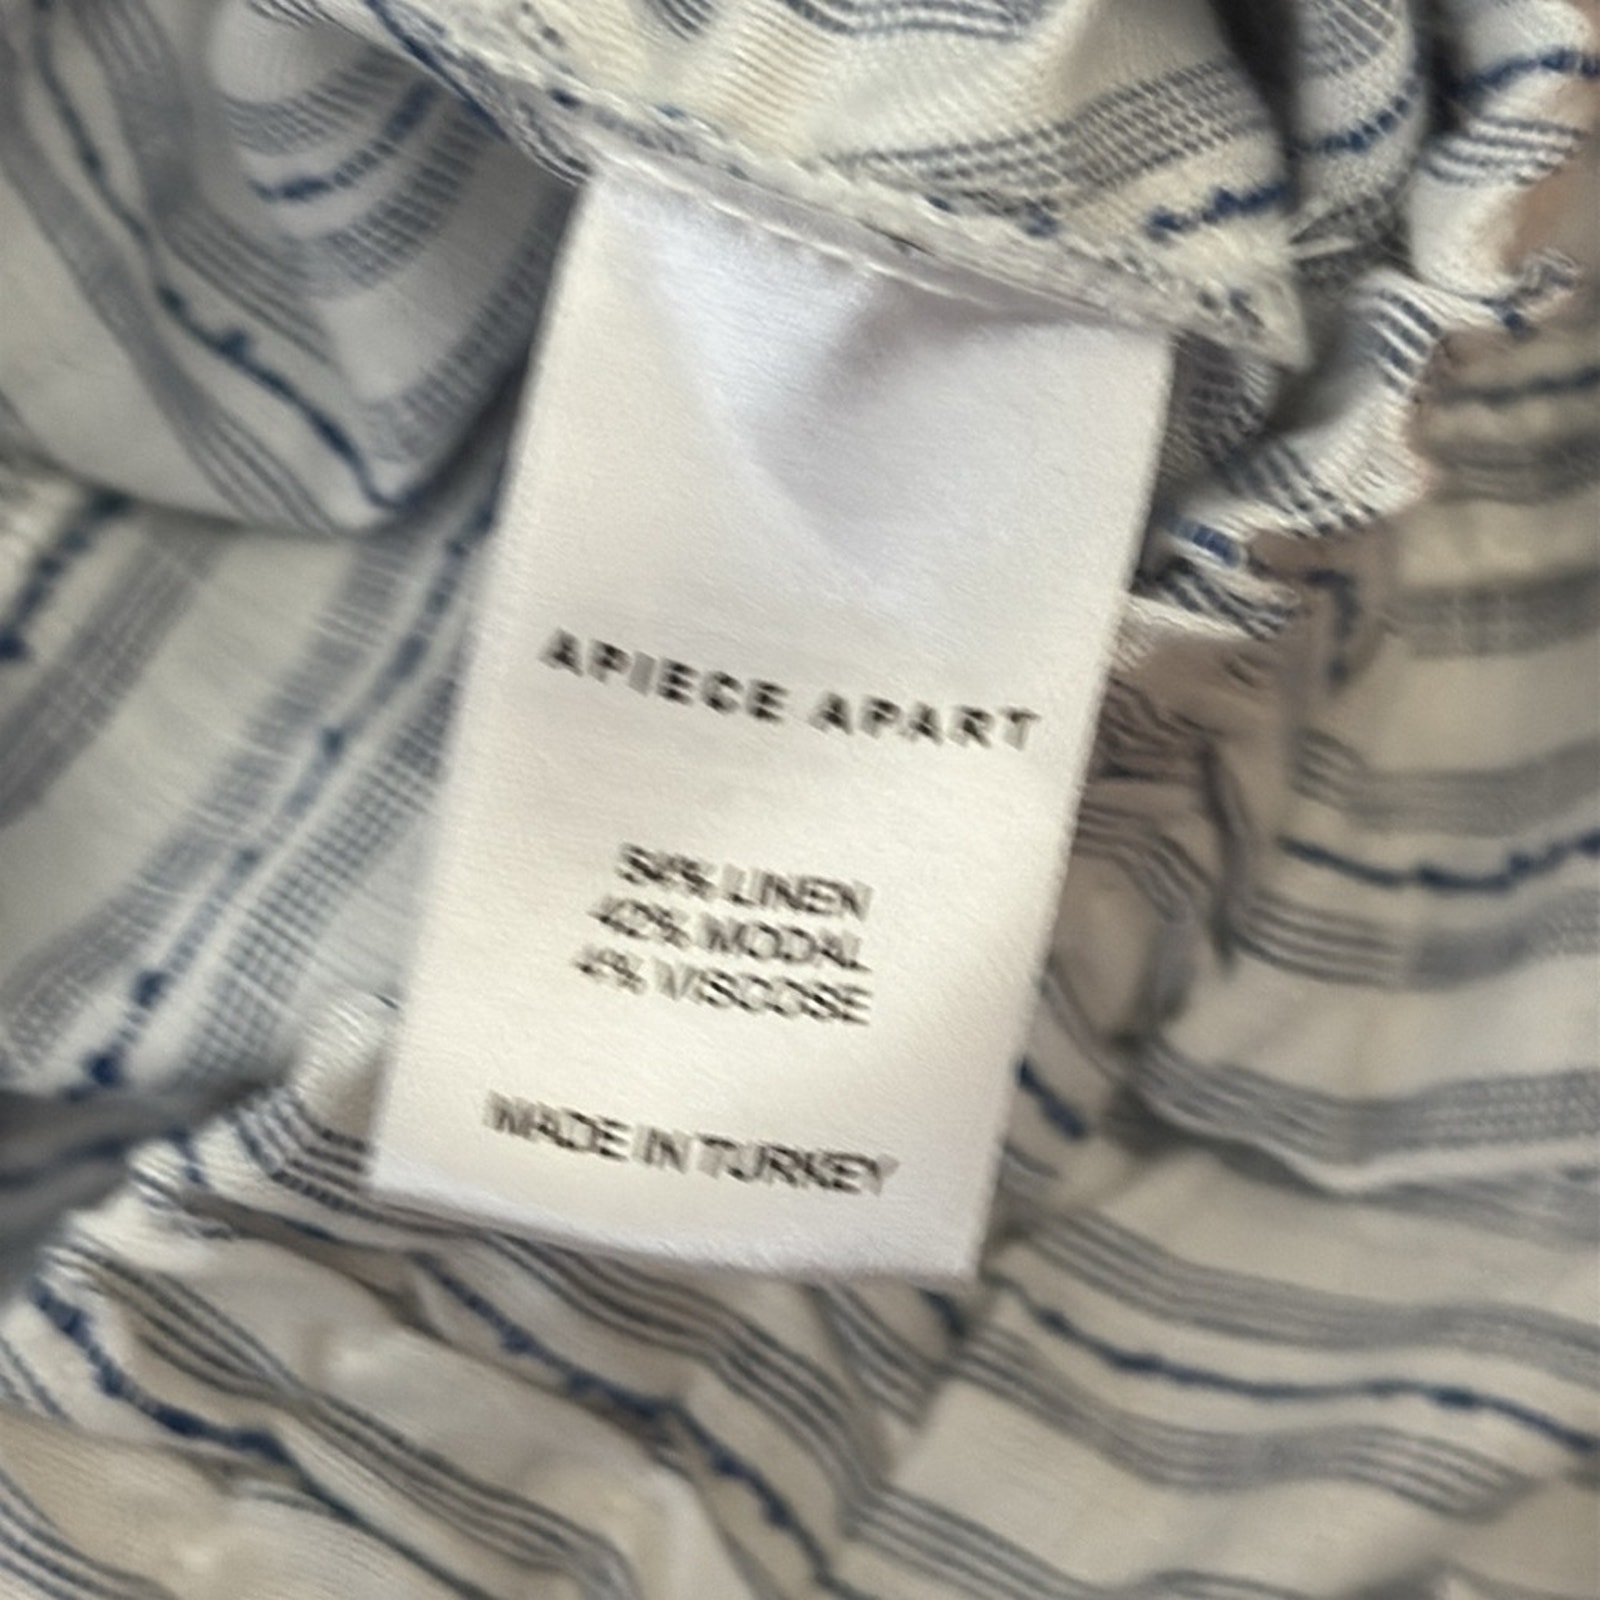 APIECE APART
54% LINEN
42% MODAL
4% VISCOSE
MADE IN TURKEY